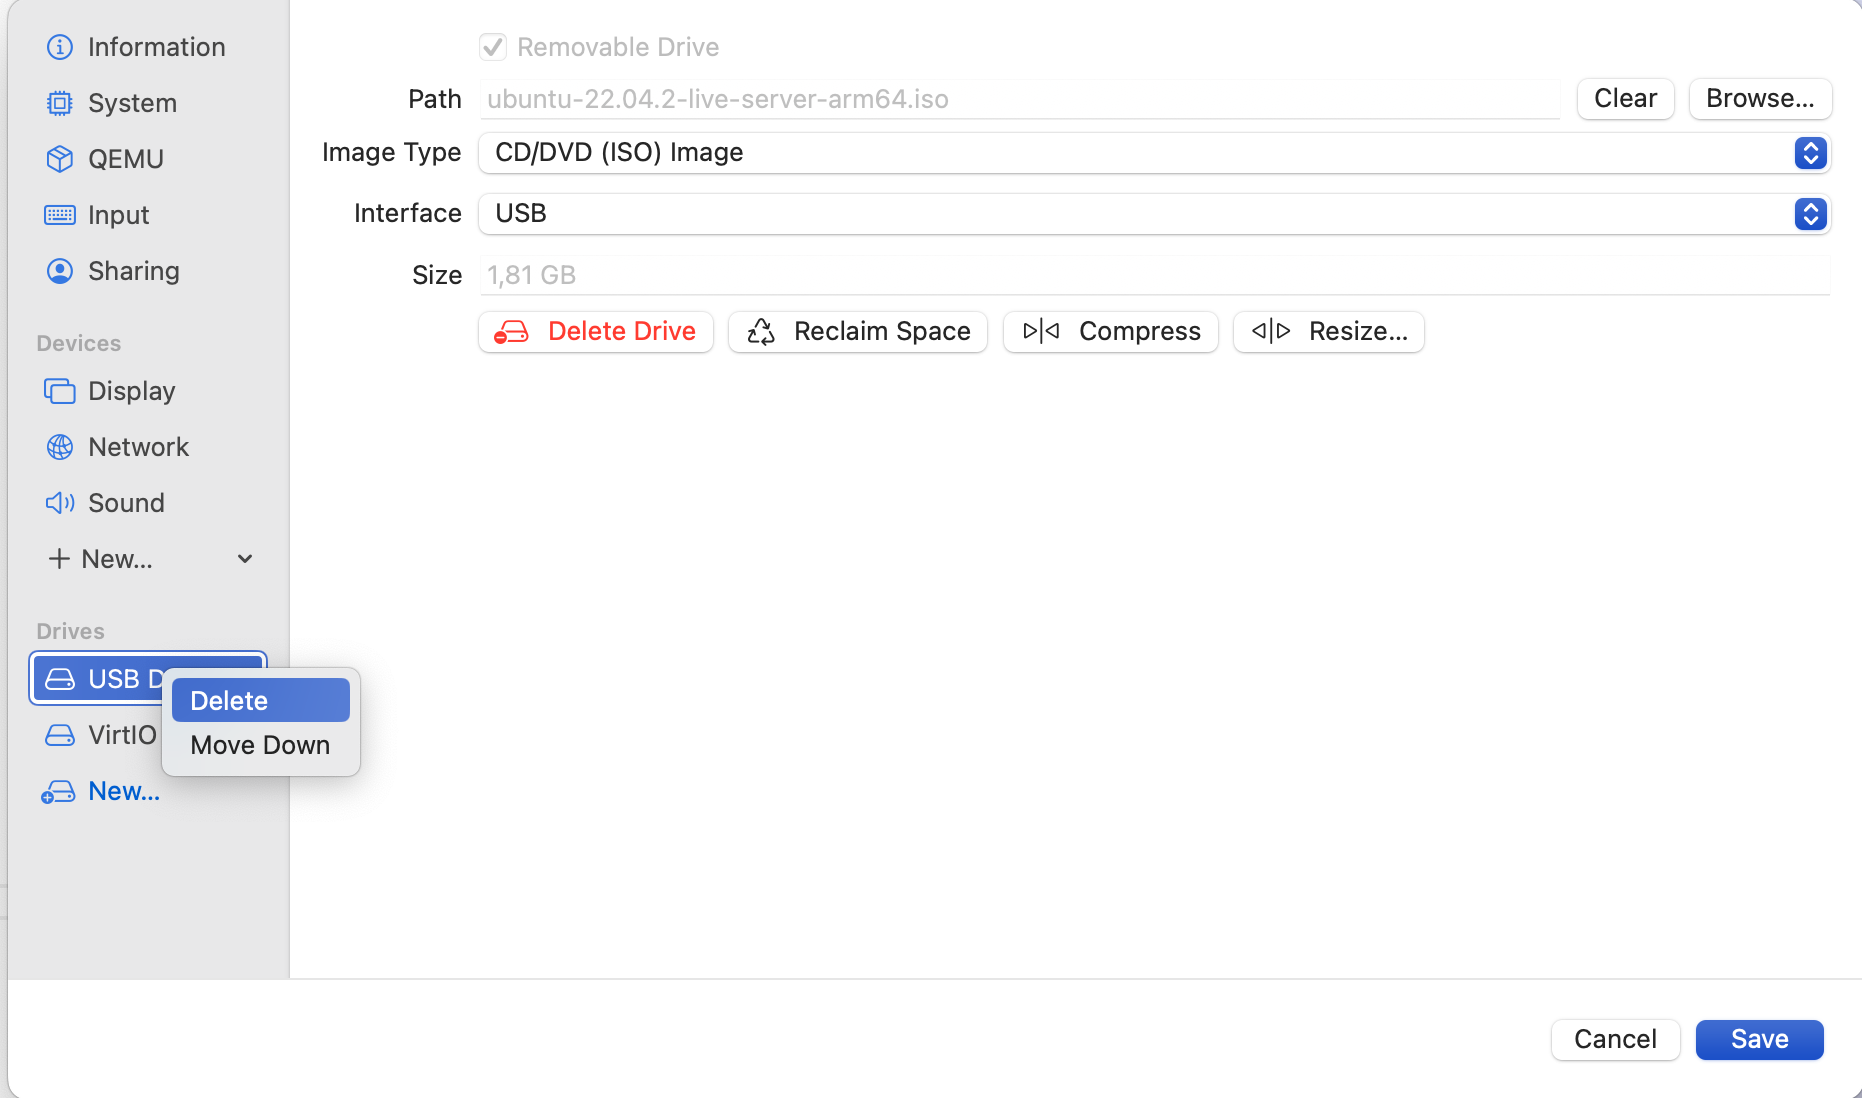 Information
System
QEMU
Input
Sharing
Devices
Display
Network
Sound
New...
Drives
USB D
VirtIO
New...
Delete
Move Down
Removable Drive
Path ubuntu-22.04.2-live-server-arm64.iso Clear Browse...
Image Type CD/DVD (ISO) Image
Interface USB
Size 1,81 GB
Delete Drive Reclaim Space Compress Resize...
Cancel Save